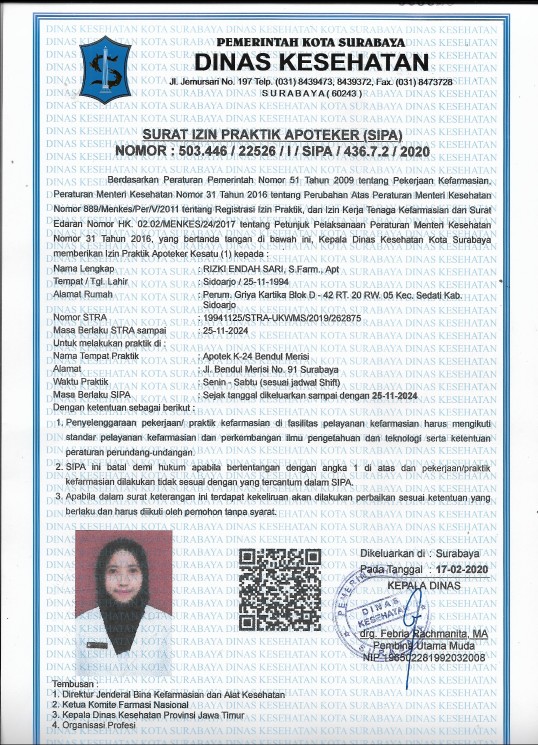 PEMERINTAH KOTA SURABAYA
DINAS KESEHATAN
Jl. Jemursari No. 197 Telp. (031) 8439473, 8439372, Fax. (031) 8473728
SURABAYA ( 60243 )
SURAT IZIN PRAKTIK APOTEKER (SIPA)
NOMOR : 503.446 / 22526 / I / SIPA / 436.7.2 / 2020
Berdasarkan Peraturan Pemerintah Nomor 51 Tahun 2009 tentang Pekerjaan Kefarmasian,
Peraturan Menteri Kesehatan Nomor 31 Tahun 2016 tentang Perubahan Atas Peraturan Menteri Kesehatan
Nomor 889/Menkes/Per/V/2011 tentang Registrasi Izin Praktik, dan Izin Kerja Tenaga Kefarmasian dan Surat
Edaran Nomor HK. 02.02/MENKES/24/2017 tentang Petunjuk Pelaksanaan Peraturan Menteri Kesehatan
Nomor 31 Tahun 2016, yang bertanda tangan di bawah ini, Kepala Dinas Kesehatan Kota Surabaya
memberikan Izin Praktik Apoteker Kesatu (1) kepada :
Nama Lengkap : RIZKI ENDAH SARI, S.Farm., Apt
Tempat / Tgl. Lahir : Sidoarjo / 25-11-1994
Alamat Rumah : Perum. Griya Kartika Blok D - 42 RT. 20 RW. 05 Kec. Sedati Kab.
Sidoarjo
Nomor STRA : 19941125/STRA-UKWMS/2019/262875
Masa Berlaku STRA sampai : 25-11-2024
Untuk melakukan praktik di :
Nama Tempat Praktik : Apotek K-24 Bendul Merisi
Alamat : Jl. Bendul Merisi No. 91 Surabaya
Waktu Praktik : Senin - Sabtu (sesuai jadwal Shift)
Masa Berlaku SIPA : Sejak tanggal dikeluarkan sampai dengan 25-11-2024
Dengan ketentuan sebagai berikut :
1. Penyelenggaraan pekerjaan/ praktik kefarmasian di fasilitas pelayanan kefarmasian harus mengikuti
standar pelayanan kefarmasian dan perkembangan ilmu pengetahuan dan teknologi serta ketentuan
peraturan perundang-undangan.
2. SIPA ini batal demi hukum apabila bertentangan dengan angka 1 di atas dan pekerjaan/praktik
kefarmasian dilakukan tidak sesuai dengan yang tercantum dalam SIPA.
3. Apabila dalam surat keterangan ini terdapat kekeliruan akan dilakukan perbaikan sesuai ketentuan yang
berlaku dan harus diikuti oleh pemohon tanpa syarat.
Dikeluarkan di : Surabaya
Pada Tanggal : 17-02-2020
KEPALA DINAS
DINAS
KESEHATAN
drg. Febria Rachmanita, MA
Pembina Utama Muda
NIP 196502281992032008
Tembusan :
1. Direktur Jenderal Bina Kefarmasian dan Alat Kesehatan
2. Ketua Komite Farmasi Nasional
3. Kepala Dinas Kesehatan Provinsi Jawa Timur
4. Organisasi Profesi